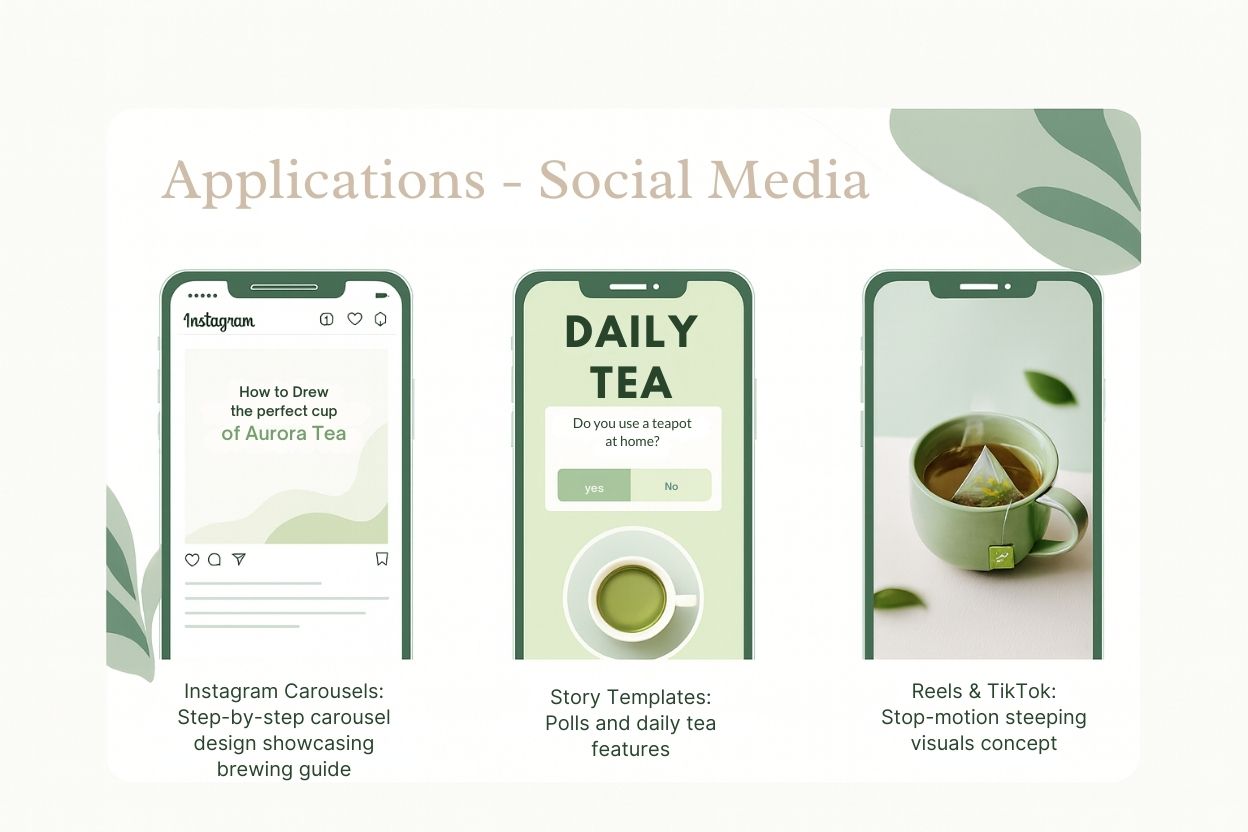 Applications - Social Media
Instagram
How to Drew
the perfect cup
of Aurora Tea
DAILY
TEA
Do you use a teapot
at home?
yes
No
Instagram Carousels:
Step-by-step carousel
design showcasing
brewing guide
Story Templates:
Polls and daily tea
features
Reels & TikTok:
Stop-motion steeping
visuals concept